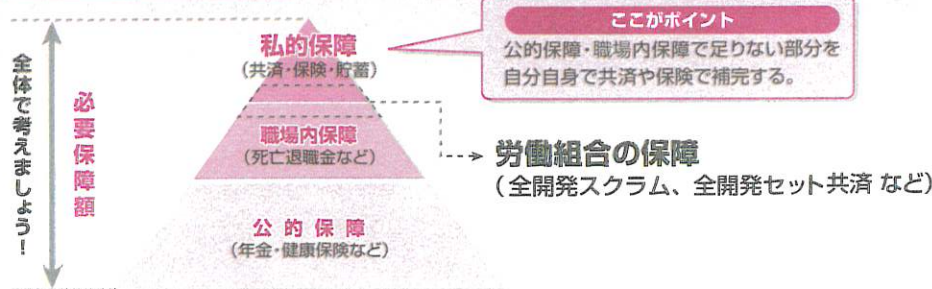 全体で考えましょう！
必要保障額
私的保障
（共済・保険・貯蓄）
ここがポイント
公的保障・職場内保障で足りない部分を
自分自身で共済や保険で補完する。
職場内保障
（死亡退職金など）
労働組合の保障
（全開発スクラム、全開発セット共済 など）
公的保障
（年金・健康保険など）